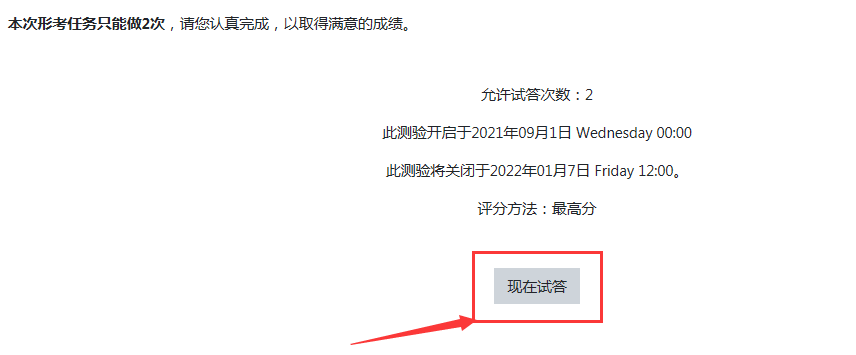 本次形考任务只能做2次，请您认真完成，以取得满意的成绩。
允许试答次数：2
此测验开启于2021年09月1日 Wednesday 00:00
此测验将关闭于2022年01月7日 Friday 12:00。
评分方法：最高分
现在试答